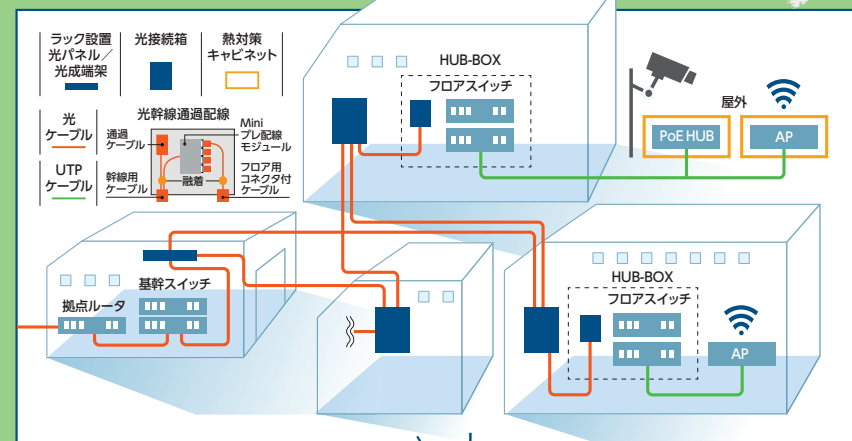 ラック設置
光パネル／
光成端架
光接続箱
熱対策
キャビネット
光
ケーブル
UTP
ケーブル
光幹線通過配線
通過
ケーブル
Mini
プレ配線
モジュール
幹線用
ケーブル
融着
フロア用
コネクタ付
ケーブル
HUB-BOX
フロアスイッチ
屋外
PoE HUB
AP
基幹スイッチ
拠点ルータ
HUB-BOX
フロアスイッチ
AP